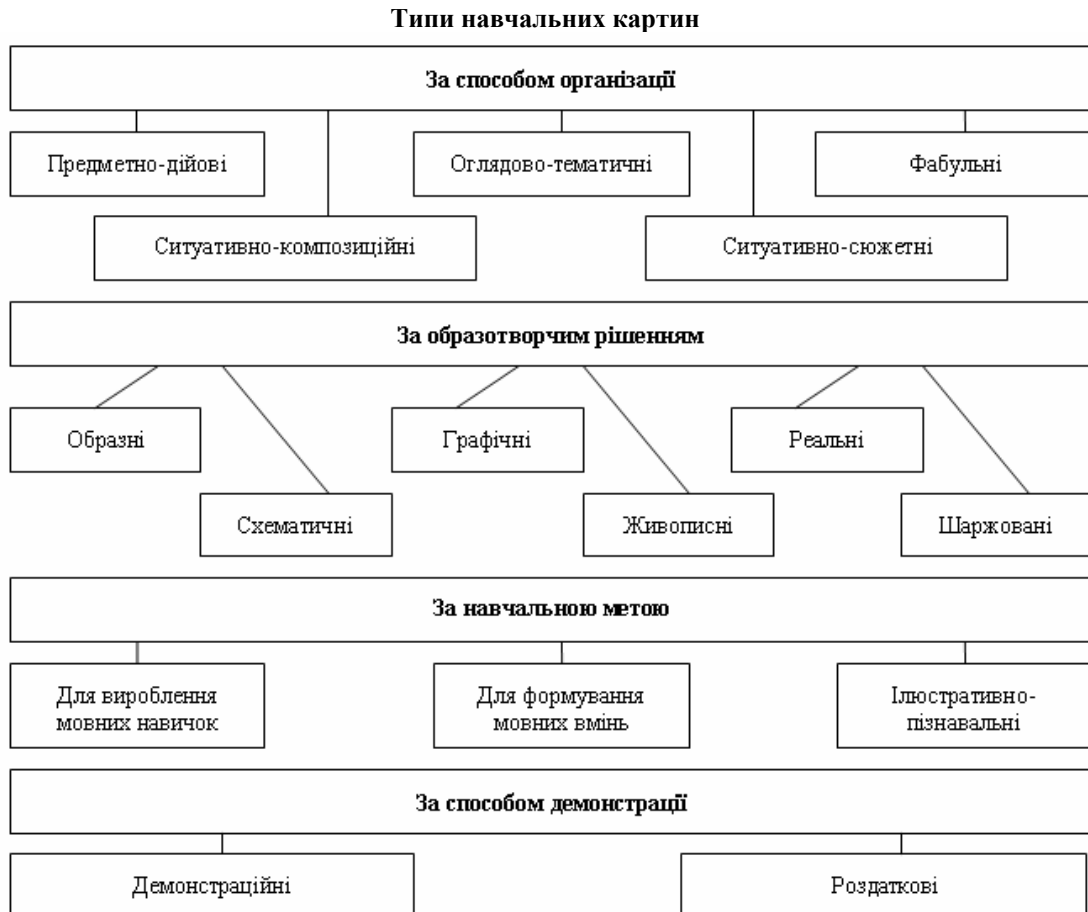 Типи навчальних картин
За способом організації
Предметно-дійові
Оглядово-тематичні
Фабульні
Ситуативно-композиційні
Ситуативно-сюжетні
За образотворчим рішенням
Образні
Графічні
Реальні
Схематичні
Живописні
Шаржовані
За навчальною метою
Для вироблення
мовних навичок
Для формування
мовних вмінь
Ілюстративно-
пізнавальні
За способом демонстрації
Демонстраційні
Роздаткові